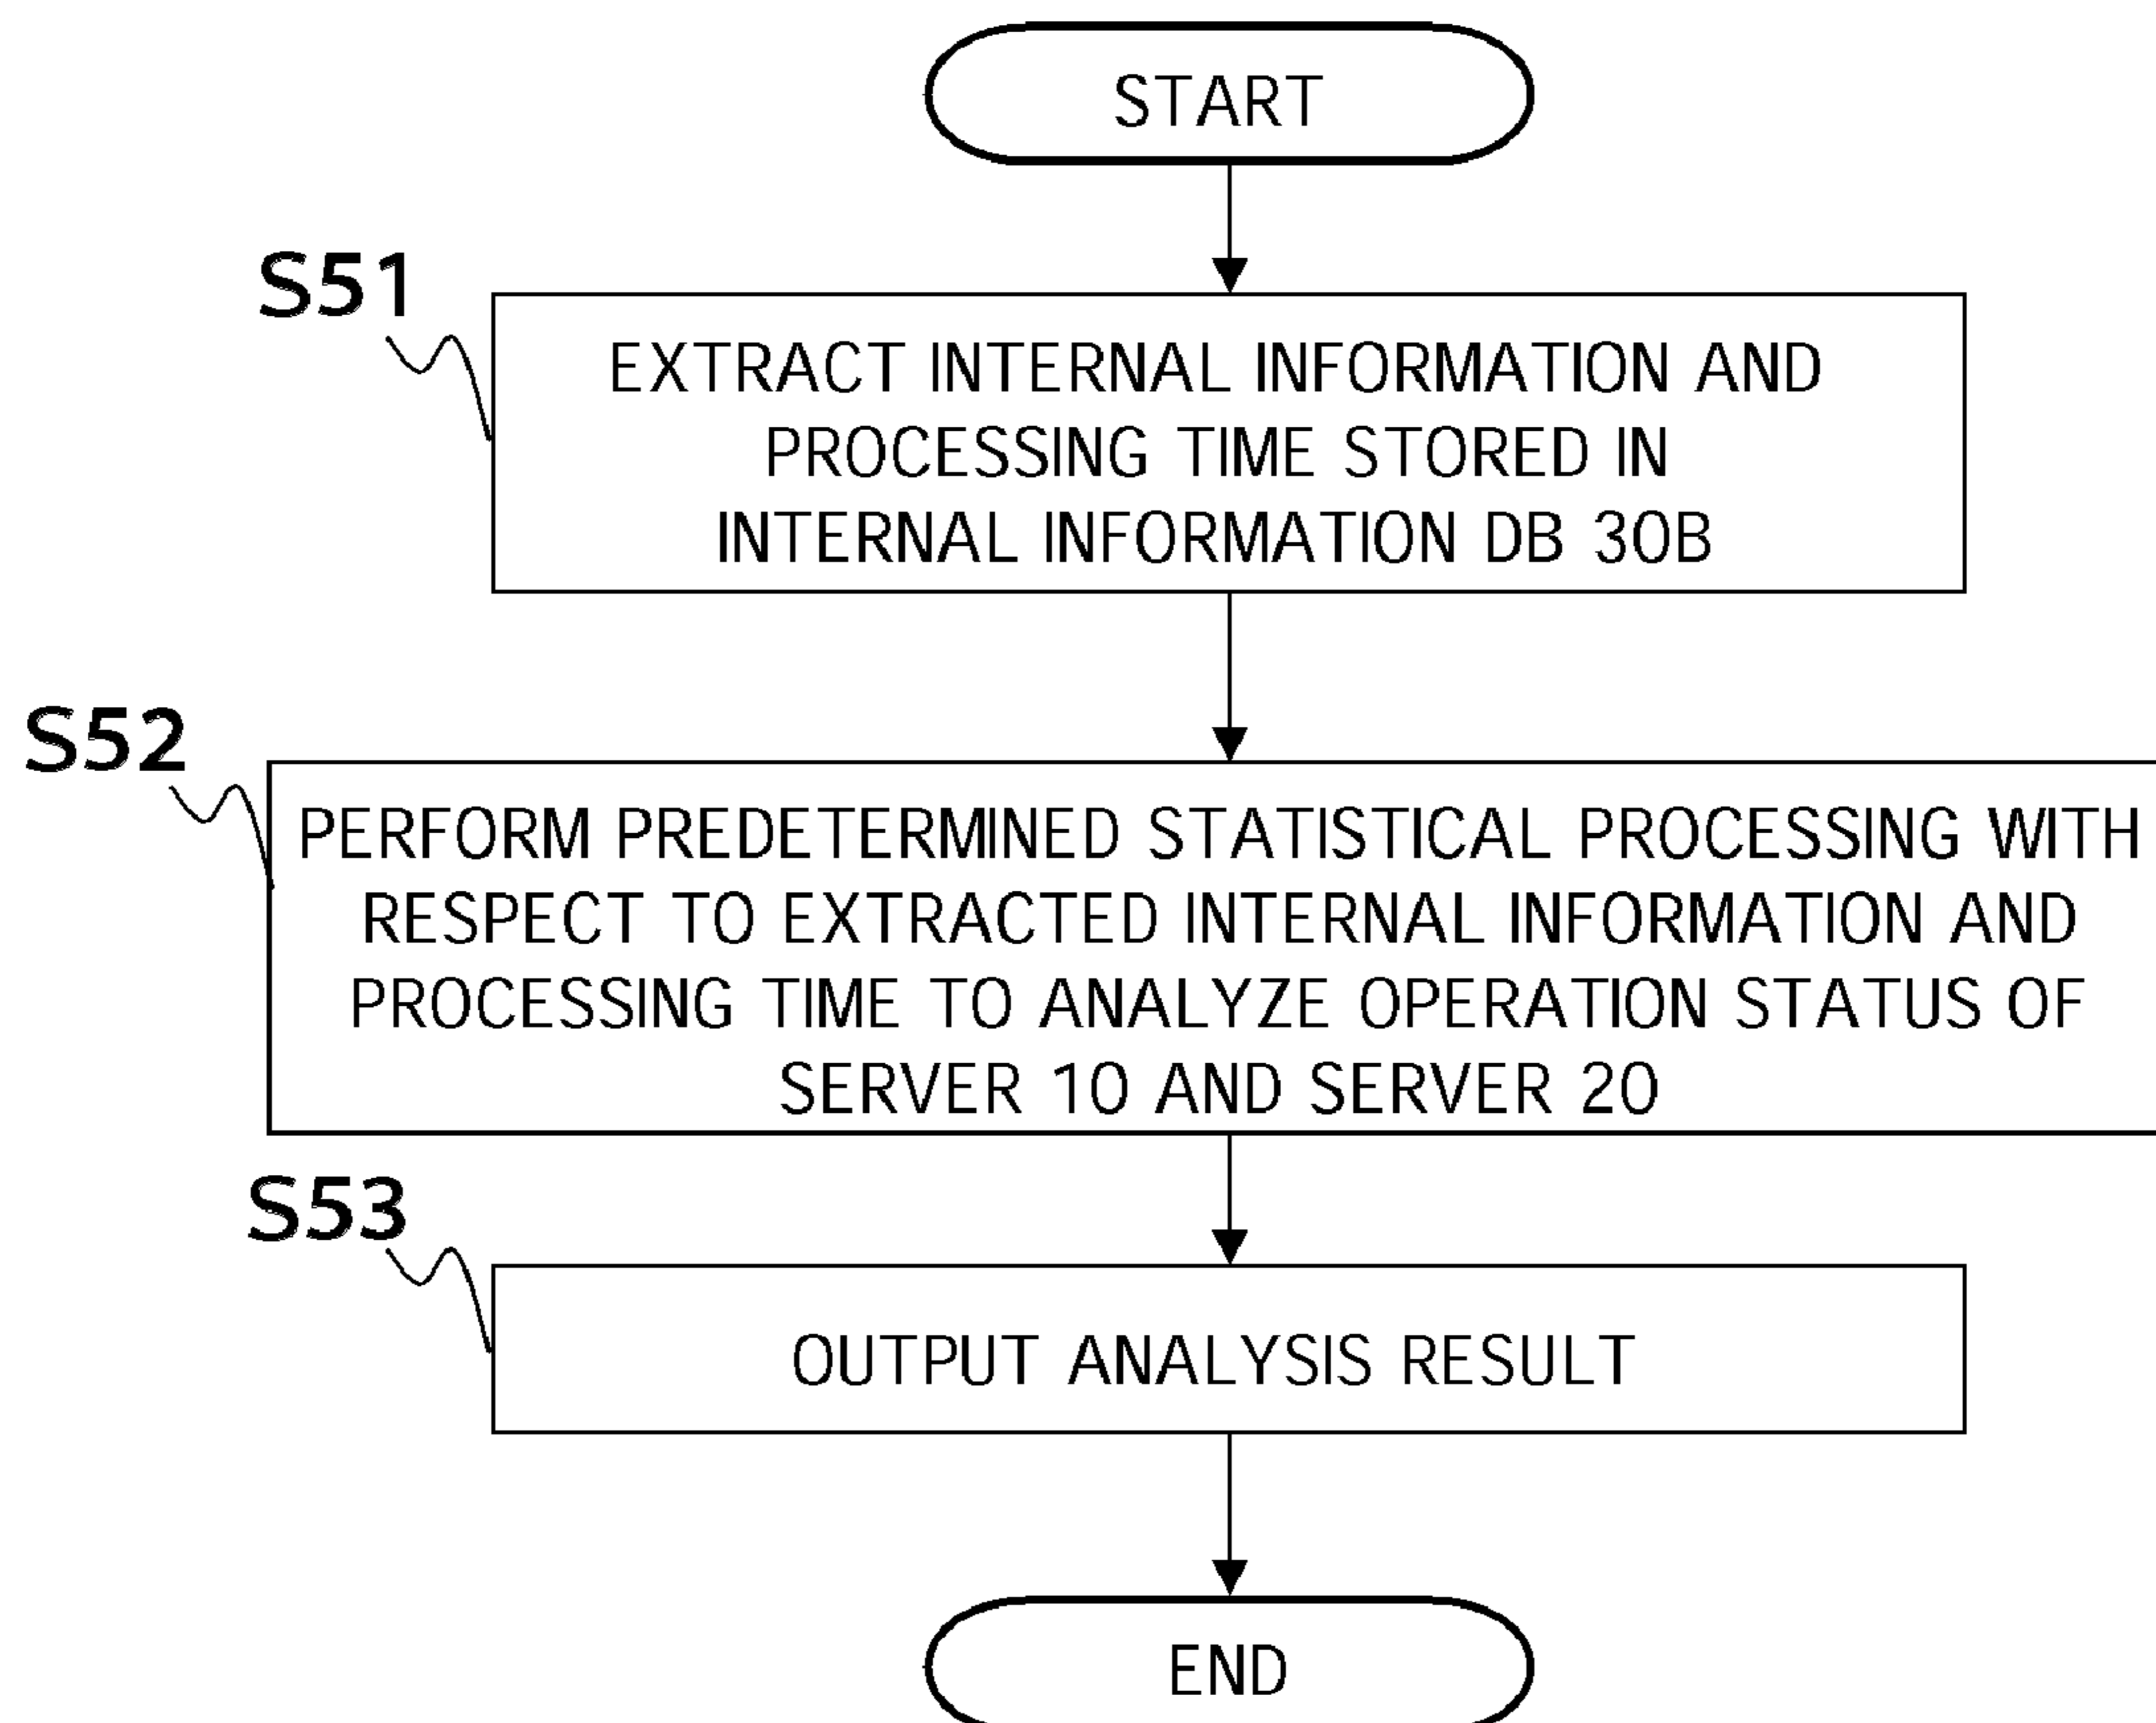 START
S51
EXTRACT INTERNAL INFORMATION AND
PROCESSING TIME STORED IN
INTERNAL INFORMATION DB 30B
S52
PERFORM PREDETERMINED STATISTICAL PROCESSING WITH
RESPECT TO EXTRACTED INTERNAL INFORMATION AND
PROCESSING TIME TO ANALYZE OPERATION STATUS OF
SERVER 10 AND SERVER 20
S53
OUTPUT ANALYSIS RESULT
END